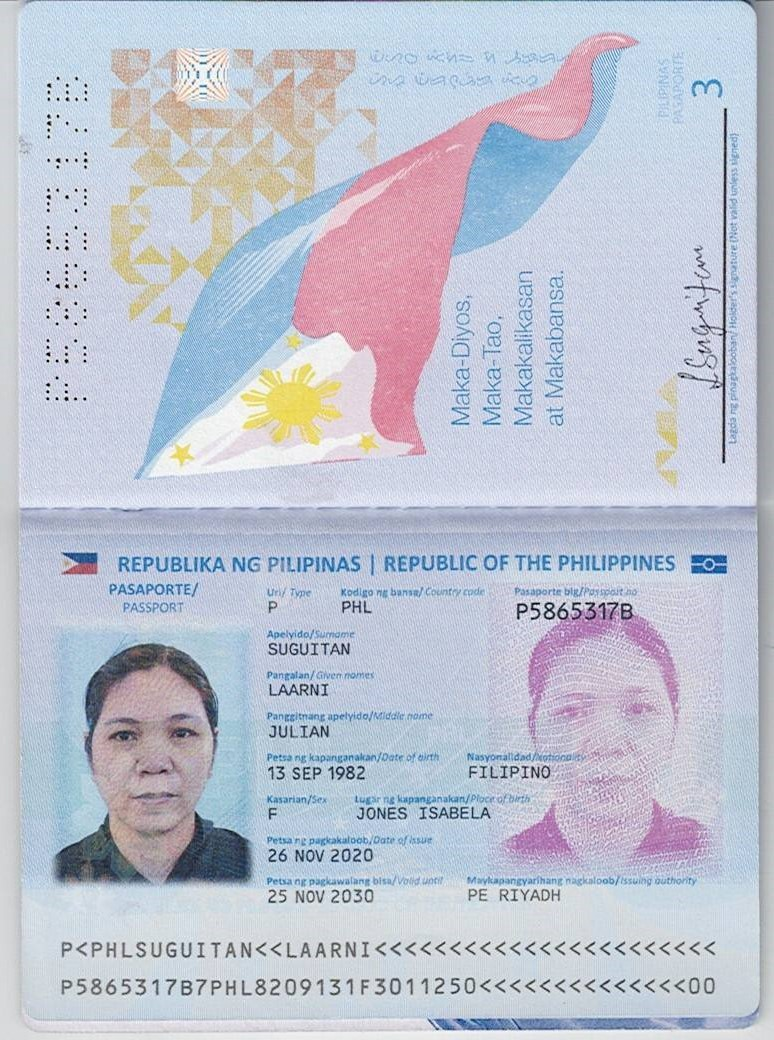 P5865317B
PILIPINAS
PASAPORTE
3
Maka-Diyos,
Maka-Tao,
Makakalikasan
at Makabansa.
LSuguitan
Lagda ng pinagkalooban/ Holder's signature (Not valid unless signed)
REPUBLIKA NG PILIPINAS | REPUBLIC OF THE PHILIPPINES
PASAPORTE/
PASSPORT
Uri/ Type Kodigo ng bansa/ Country code Pasaporte blg/Passport no
P PHL P5865317B
Apelyido/Surname
SUGUITAN
Pangalan/ Given names
LAARNI
Panggitnang apelyido/Middle name
JULIAN
Petsa ng kapanganakan/Date of birth Nasyonalidad/Nationality
13 SEP 1982 FILIPINO
Kasarian/Sex Lugar ng kapanganakan/Place of birth
F JONES ISABELA
Petsa ng pagkakaloob/Date of issue
26 NOV 2020
Petsa ng pagkawalang bisa/Valid until Maykapangyarihang nagkaloob/Issuing authority
25 NOV 2030 PE RIYADH
P<PHLSUGUITAN<<LAARNI<<<<<<<<<<<<<<<<<<<<<<<
P5865317B7PHL8209131F3011250<<<<<<<<<<<<<<00